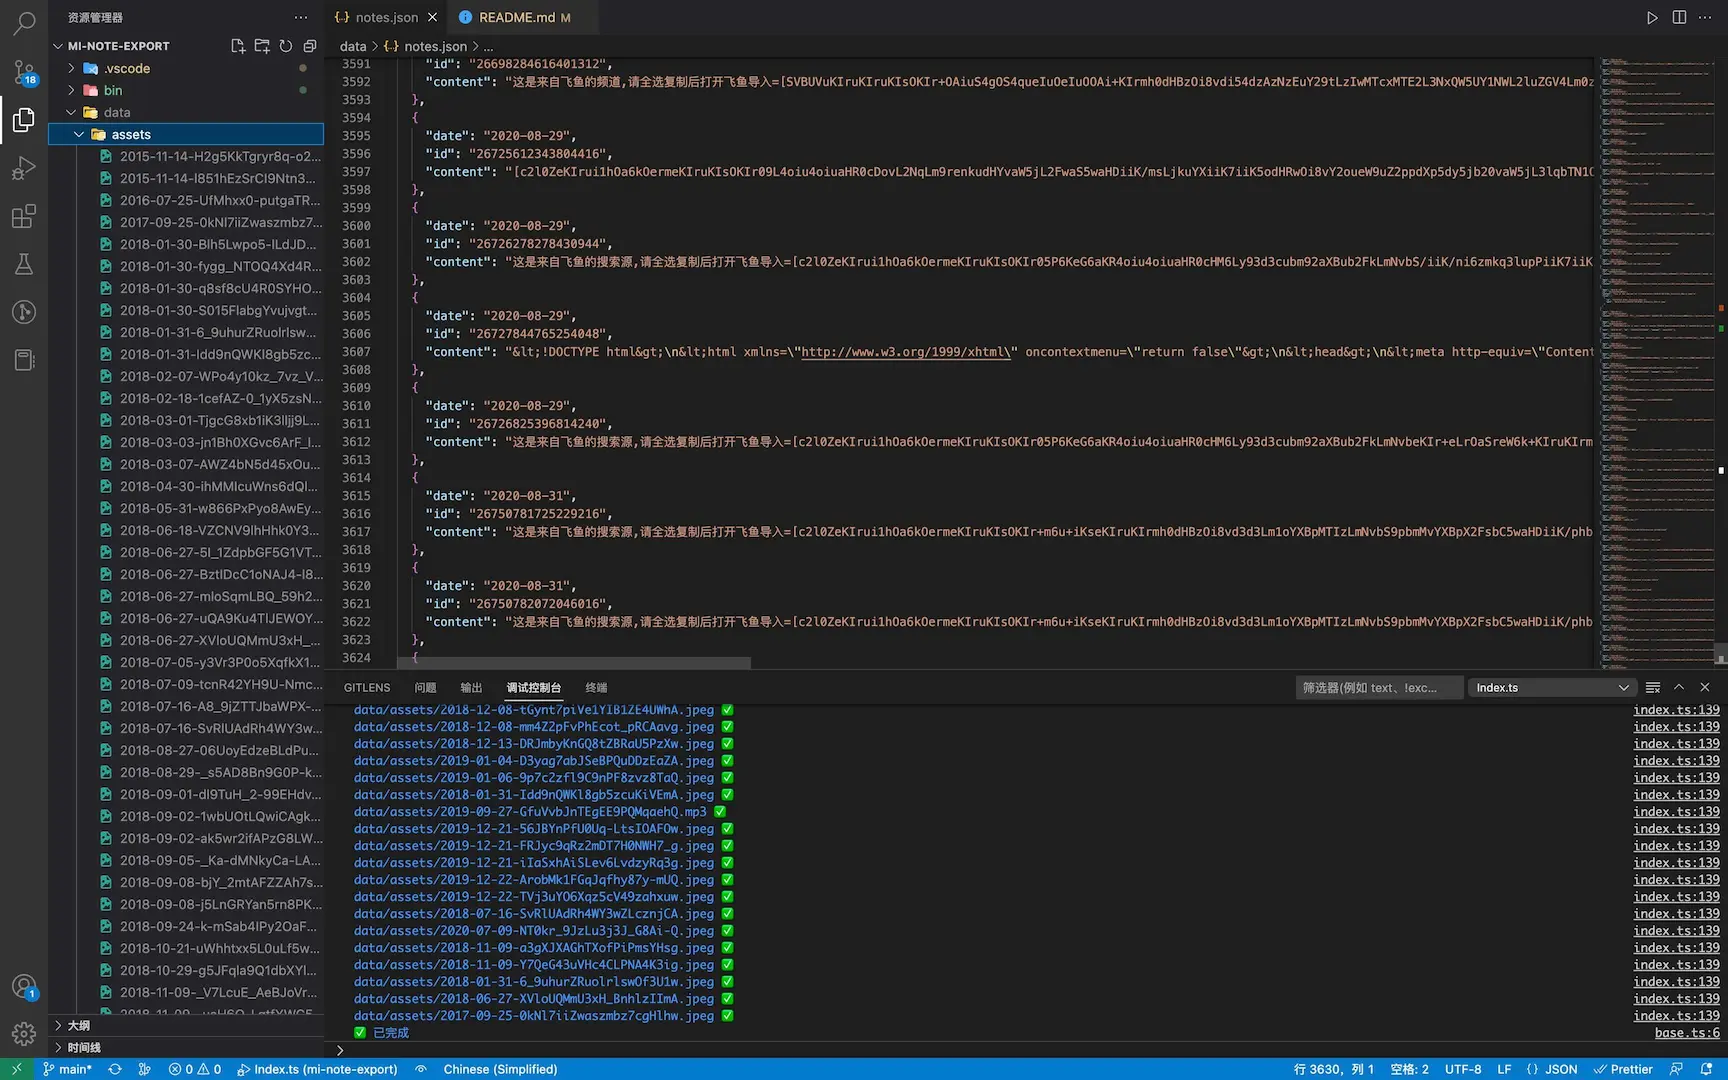 资源管理器
MI-NOTE-EXPORT
.vscode
bin
data
assets
2015-11-14-H2g5KkTgryr8q-o2...
2015-11-14-I851hEzSrCI9Ntn3...
2016-07-25-UfMhxx0-putgaTR...
2017-09-25-0kNl7iiZwaszmbz7...
2018-01-30-Blh5Lwpo5-ILdJD...
2018-01-30-fygg_NTOQ4Xd4R...
2018-01-30-q8sf8cU4R0SYHO...
2018-01-30-S015FlabgYvujvgt...
2018-01-31-6_9uhurZRuolrlsw...
2018-01-31-Idd9nQWKl8gb5zc...
2018-02-07-WPo4y10kz_7vz_V...
2018-02-18-1cefAZ-0_1yX5zsN...
2018-03-01-TjgcG8xb1iK3lljj9L...
2018-03-03-jn1Bh0XGvc6ArF_I...
2018-03-07-AWZ4bN5d45xOu...
2018-04-30-ihMMIcuWns6dQl...
2018-05-31-w866PxPyo8AwEy...
2018-06-18-VZCNV9lhHhk0Y3...
2018-06-27-5I_1ZdpbGF5G1VT...
2018-06-27-BztIDcC1oNAJ4-I8...
2018-06-27-mloSqmLBQ_59h2...
2018-06-27-uQA9Ku4TlJEWOY...
2018-06-27-XVloUQMmU3xH_...
2018-07-05-y3Vr3P0o5XqfkX1...
2018-07-09-tcnR42YH9U-Nmc...
2018-07-16-A8_9jZTTJbaWPX-...
2018-07-16-SvRlUAdRh4WY3w...
2018-08-27-06UoyEdzeBLdPu...
2018-08-29-_s5AD8Bn9G0P-k...
2018-09-01-dl9TuH_2-99EHdv...
2018-09-02-1wbUOtLQwiCAgk...
2018-09-02-ak5wr2ifAPzG8LW...
2018-09-05-_Ka-dMNkyCa-LA...
2018-09-08-bjY_2mtAFZZAh7s...
2018-09-08-j5LnGRYan5rn8PK...
2018-09-24-k-mSab4IPy2OaF...
2018-10-21-uWhhtxx5L0uLf5w...
2018-10-29-g5JFqla9Q1dbXYl...
2018-11-09-_V7LcuE_AeBJoVr...
大纲
时间线
18
1
notes.json
README.md M
data > {} notes.json > ...
3591 "id": "26698284616401312",
3592 "content": "这是来自飞鱼的频道,请全选复制后打开飞鱼导入=[SVBUVuKIruKIruKIsOKIr+OAiuS4gOS4queIuOeIuOOAi+KIrmh0dHBzOi8vdi54dzAzNzEuY29tLzIwMTcxMTE2L3NxQW5UY1NWL2luZGV4Lm0z
3593 },
3594 {
3595 "date": "2020-08-29",
3596 "id": "26725612343804416",
3597 "content": "[c2l0ZeKIrui1hOa6kOermeKIruKIsOKIr09L4oiu4oiuaHR0cDovL2NqLm9renkudHYvaW5jL2FwaS5waHDiiK/msLjkuYXiiK7iiK5odHRwOi8vY2oueW9uZ2ppdXp5dy5jb20vaW5jL3lqbTN1O
3598 },
3599 {
3600 "date": "2020-08-29",
3601 "id": "26726278278430944",
3602 "content": "这是来自飞鱼的搜索源,请全选复制后打开飞鱼导入=[c2l0ZeKIrui1hOa6kOermeKIruKIsOKIr05P6KeG6aKR4oiu4oiuaHR0cHM6Ly93d3cubm92aXBub2FkLmNvbS/iiK/ni6zmkq3lupPiiK7iiK
3603 },
3604 {
3605 "date": "2020-08-29",
3606 "id": "26727844765254048",
3607 "content": "&lt;!DOCTYPE html&gt;\n&lt;html xmlns=\"http://www.w3.org/1999/xhtml\" oncontextmenu=\"return false\"&gt;\n&lt;head&gt;\n&lt;meta http-equiv=\"Content
3608 },
3609 {
3610 "date": "2020-08-29",
3611 "id": "26726825396814240",
3612 "content": "这是来自飞鱼的搜索源,请全选复制后打开飞鱼导入=[c2l0ZeKIrui1hOa6kOermeKIruKIsOKIr05P6KeG6aKR4oiu4oiuaHR0cHM6Ly93d3cubm92aXBub2FkLmNvbeKIr+eLrOaSreW6k+KIruKIrm
3613 },
3614 {
3615 "date": "2020-08-31",
3616 "id": "26750781725229216",
3617 "content": "这是来自飞鱼的搜索源,请全选复制后打开飞鱼导入=[c2l0ZeKIrui1hOa6kOermeKIruKIsOKIr+m6u+iKseKIruKIrmh0dHBzOi8vd3d3Lm1oYXBpMTIzLmNvbS9pbmMvYXBpX2FsbC5waHDiiK/phb
3618 },
3619 {
3620 "date": "2020-08-31",
3621 "id": "26750782072046016",
3622 "content": "这是来自飞鱼的搜索源,请全选复制后打开飞鱼导入=[c2l0ZeKIrui1hOa6kOermeKIruKIsOKIr+m6u+iKseKIruKIrmh0dHBzOi8vd3d3Lm1oYXBpMTIzLmNvbS9pbmMvYXBpX2FsbC5waHDiiK/phb
3623 },
3624 {
GITLENS 问题 输出 调试控制台 终端 筛选器(例如 text、!exc... Index.ts
data/assets/2018-12-08-tGynt7piVe1YIB1ZE4UWhA.jpeg ✅ index.ts:139
data/assets/2018-12-08-mm4Z2pFvPhEcot_pRCAavg.jpeg ✅ index.ts:139
data/assets/2018-12-13-DRJmbyKnGQ8tZBRaU5PzXw.jpeg ✅ index.ts:139
data/assets/2019-01-04-D3yag7abJSeBPQuDDzEaZA.jpeg ✅ index.ts:139
data/assets/2019-01-06-9p7c2zfl9C9nPF8zvz8TaQ.jpeg ✅ index.ts:139
data/assets/2018-01-31-Idd9nQWKl8gb5zcuKiVEmA.jpeg ✅ index.ts:139
data/assets/2019-09-27-GfuVvbJnTEgEE9PQMqaehQ.mp3 ✅ index.ts:139
data/assets/2019-12-21-56JBYnPfU0Uq-LtsIOAFOw.jpeg ✅ index.ts:139
data/assets/2019-12-21-FRJyc9qRz2mDT7H0NWH7_g.jpeg ✅ index.ts:139
data/assets/2019-12-21-iIaSxhAiSLev6LvdzyRq3g.jpeg ✅ index.ts:139
data/assets/2019-12-22-ArobMk1FGqJqfhy87y-mUQ.jpeg ✅ index.ts:139
data/assets/2019-12-22-TVj3uYO6Xqz5cV49zahxuw.jpeg ✅ index.ts:139
data/assets/2018-07-16-SvRlUAdRh4WY3wZLcznjCA.jpeg ✅ index.ts:139
data/assets/2020-07-09-NT0kr_9JzLu3j3J_G8Ai-Q.jpeg ✅ index.ts:139
data/assets/2018-11-09-a3gXJXAGhTXofPiPmsYHsg.jpeg ✅ index.ts:139
data/assets/2018-11-09-Y7QeG43uVHc4CLPNA4K3ig.jpeg ✅ index.ts:139
data/assets/2018-01-31-6_9uhurZRuolrlswOf3U1w.jpeg ✅ index.ts:139
data/assets/2018-06-27-XVloUQMmU3xH_BnhlzIImA.jpeg ✅ index.ts:139
data/assets/2017-09-25-0kNl7iiZwaszmbz7cgHlhw.jpeg ✅ index.ts:139
✅ 已完成 base.ts:6
main* 0 0 Index.ts (mi-note-export) Chinese (Simplified) 行 3630，列 1 空格: 2 UTF-8 LF {} JSON Prettier